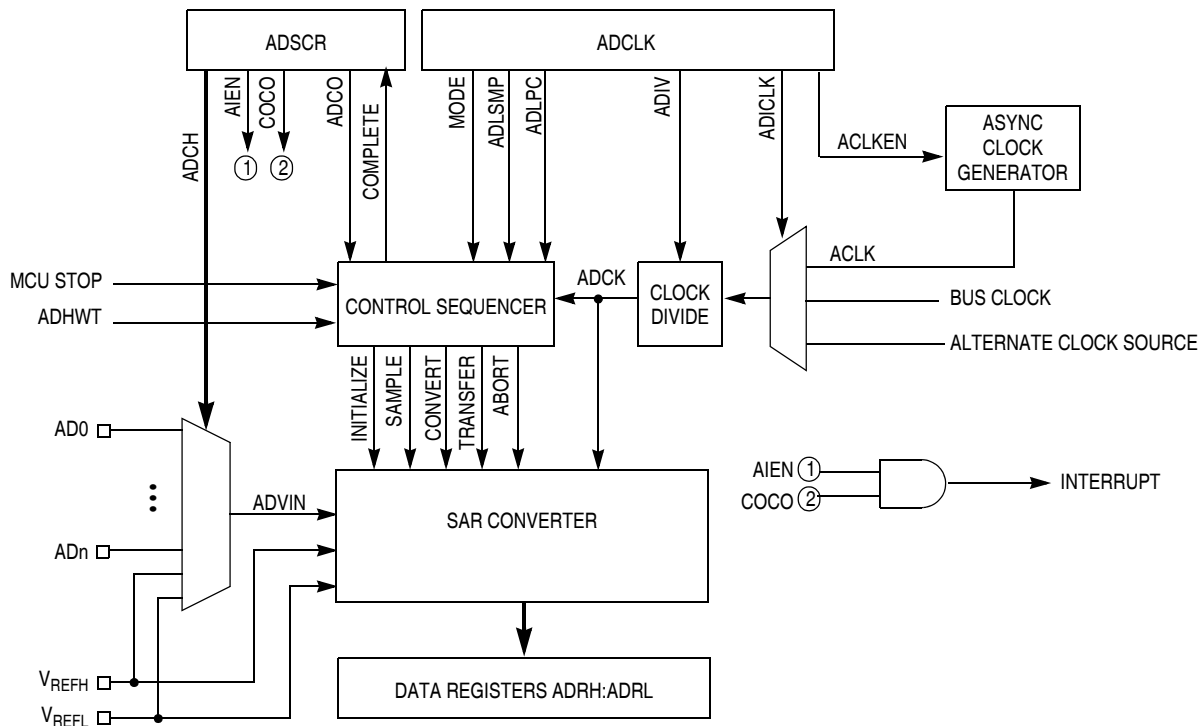 ADSCR
ADCLK
ADCH
AIEN
COCO
ADCO
COMPLETE
MODE
ADLSMP
ADLPC
ADIV
ADICLK
ACLKEN
ASYNC
CLOCK
GENERATOR
1
2
MCU STOP
ADHWT
CONTROL SEQUENCER
ADCK
CLOCK
DIVIDE
ACLK
BUS CLOCK
ALTERNATE CLOCK SOURCE
INITIALIZE
SAMPLE
CONVERT
TRANSFER
ABORT
AD0
•••
ADn
ADVIN
SAR CONVERTER
AIEN 1
COCO 2
INTERRUPT
VREFH
VREFL
DATA REGISTERS ADRH:ADRL